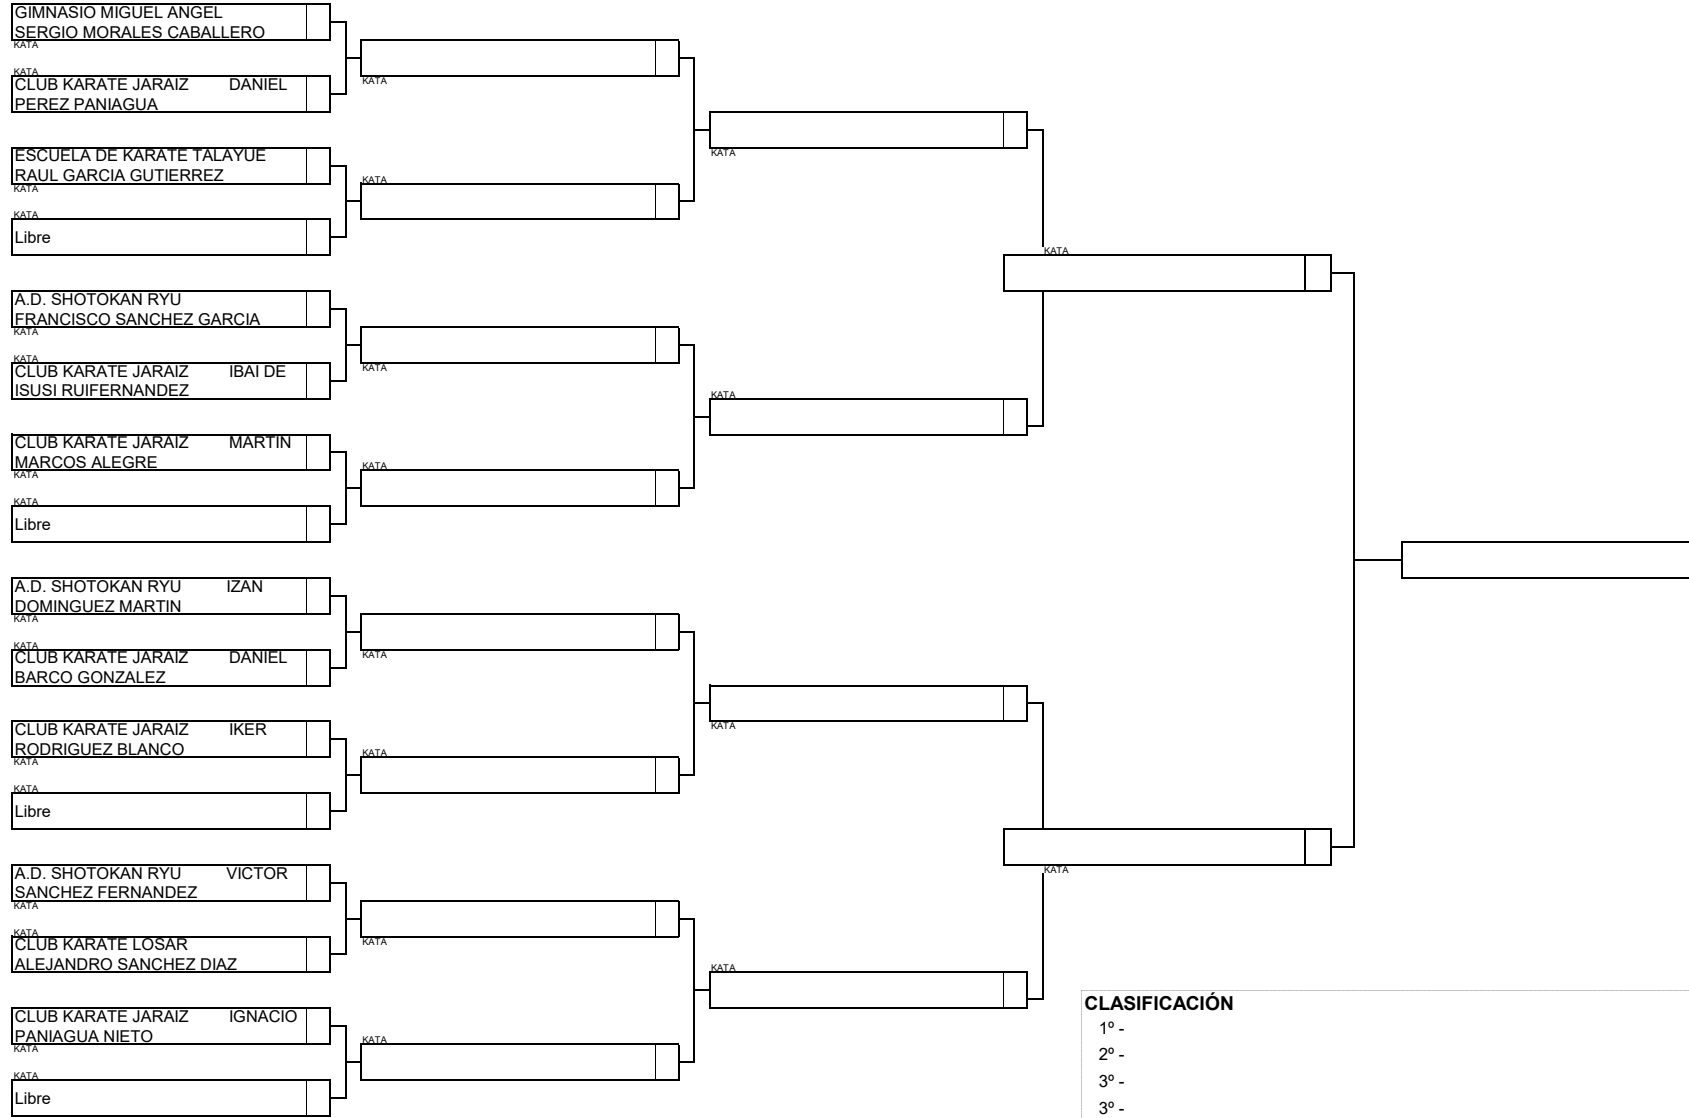 GIMNASIO MIGUEL ANGEL
SERGIO MORALES CABALLERO
KATA
KATA
CLUB KARATE JARAIZ DANIEL
PEREZ PANIAGUA
ESCUELA DE KARATE TALAYUE
RAUL GARCIA GUTIERREZ
KATA
KATA
Libre
A.D. SHOTOKAN RYU
FRANCISCO SANCHEZ GARCIA
KATA
KATA
CLUB KARATE JARAIZ IBAI DE
ISUSI RUIFERNANDEZ
CLUB KARATE JARAIZ MARTIN
MARCOS ALEGRE
KATA
KATA
Libre
A.D. SHOTOKAN RYU IZAN
DOMINGUEZ MARTIN
KATA
KATA
CLUB KARATE JARAIZ DANIEL
BARCO GONZALEZ
CLUB KARATE JARAIZ IKER
RODRIGUEZ BLANCO
KATA
KATA
Libre
A.D. SHOTOKAN RYU VICTOR
SANCHEZ FERNANDEZ
KATA
KATA
CLUB KARATE LOSAR
ALEJANDRO SANCHEZ DIAZ
CLUB KARATE JARAIZ IGNACIO
PANIAGUA NIETO
KATA
KATA
Libre
KATA
KATA
KATA
KATA
KATA
KATA
KATA
KATA
KATA
KATA
KATA
KATA
KATA
KATA
CLASIFICACIÓN
1º -
2º -
3º -
3º -